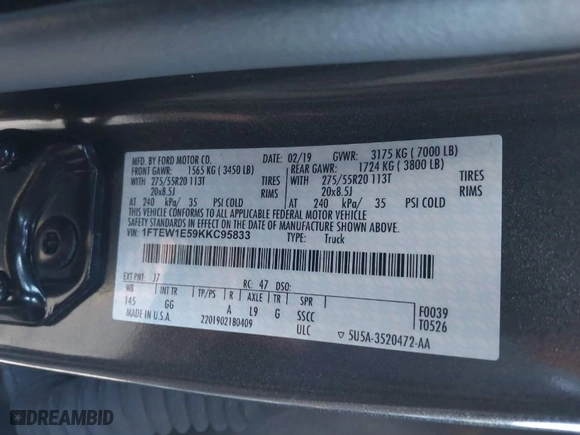 MFD. BY FORD MOTOR CO.
DATE: 02/19 GVWR: 3175 KG ( 7000 LB)
FRONT GAWR: 1565 KG ( 3450 LB) REAR GAWR: 1724 KG ( 3800 LB)
WITH 275/55R20 113T TIRES WITH 275/55R20 113T TIRES
20x8.5J RIMS 20x8.5J RIMS
AT 240 kPa/ 35 PSI COLD AT 240 kPa/ 35 PSI COLD
THIS VEHICLE CONFORMS TO ALL APPLICABLE FEDERAL MOTOR VEHICLE
SAFETY STANDARDS IN EFFECT ON THE DATE OF MANUFACTURE SHOWN ABOVE.
VIN: 1FTEW1E59KKC95833 TYPE: Truck
EXT PNT: J7 RC: 47 DSO:
WB INT TR TP/PS R AXLE TR SPR
145 GG A L9 G SSCC
ULC
F0039
T0526
MADE IN U.S.A. 2201902180409
▽ 5U5A-3520472-AA
DREAMBID